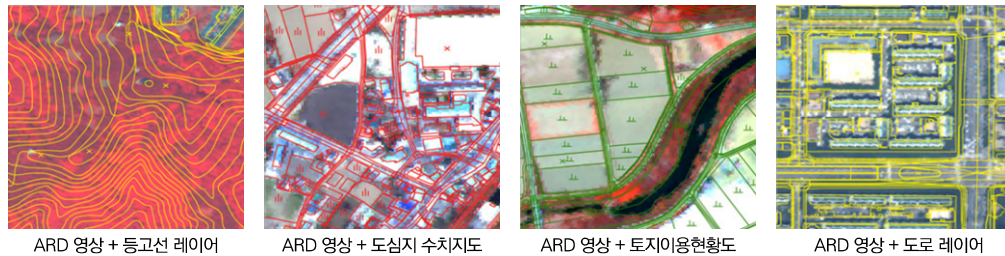 ARD 영상 + 등고선 레이어
ARD 영상 + 도심지 수치지도
ARD 영상 + 토지이용현황도
ARD 영상 + 도로 레이어